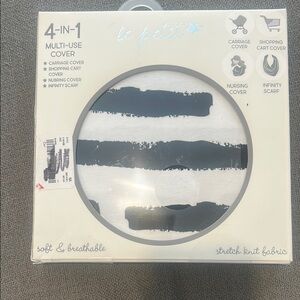 4-IN-1
MULTI-USE
COVER
CARRIAGE COVER
SHOPPING CART
COVER
NURSING COVER
INFINITY SCARF
CARRIAGE
COVER
SHOPPING
CART COVER
NURSING
COVER
INFINITY
SCARF
soft & breathable
stretch knit fabric